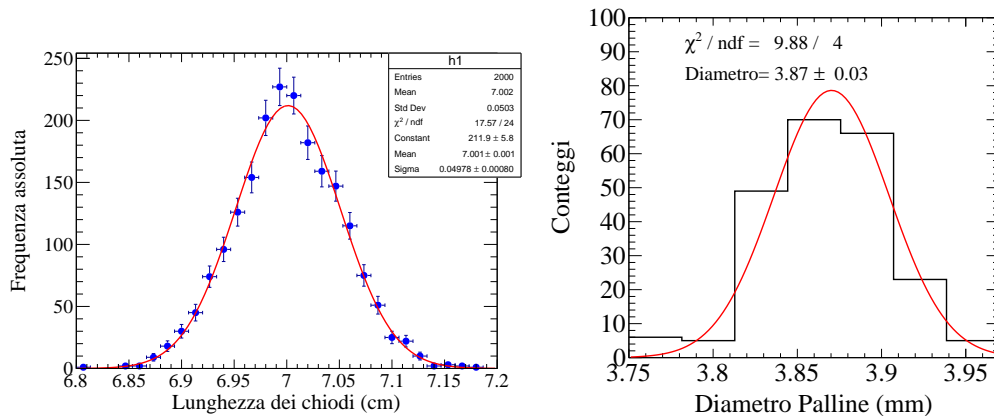 h1
Entries 2000
Mean 7.002
Std Dev 0.0503
χ² / ndf 17.57 / 24
Constant 211.9 ± 5.8
Mean 7.001± 0.001
Sigma 0.04978 ± 0.00080
Frequenza assoluta
250
200
150
100
50
0
6.8 6.85 6.9 6.95 7 7.05 7.1 7.15 7.2
Lunghezza dei chiodi (cm)
χ² / ndf = 9.88 / 4
Diametro= 3.87 ± 0.03
Conteggi
100
90
80
70
60
50
40
30
20
10
0
3.75 3.8 3.85 3.9 3.95
Diametro Palline (mm)